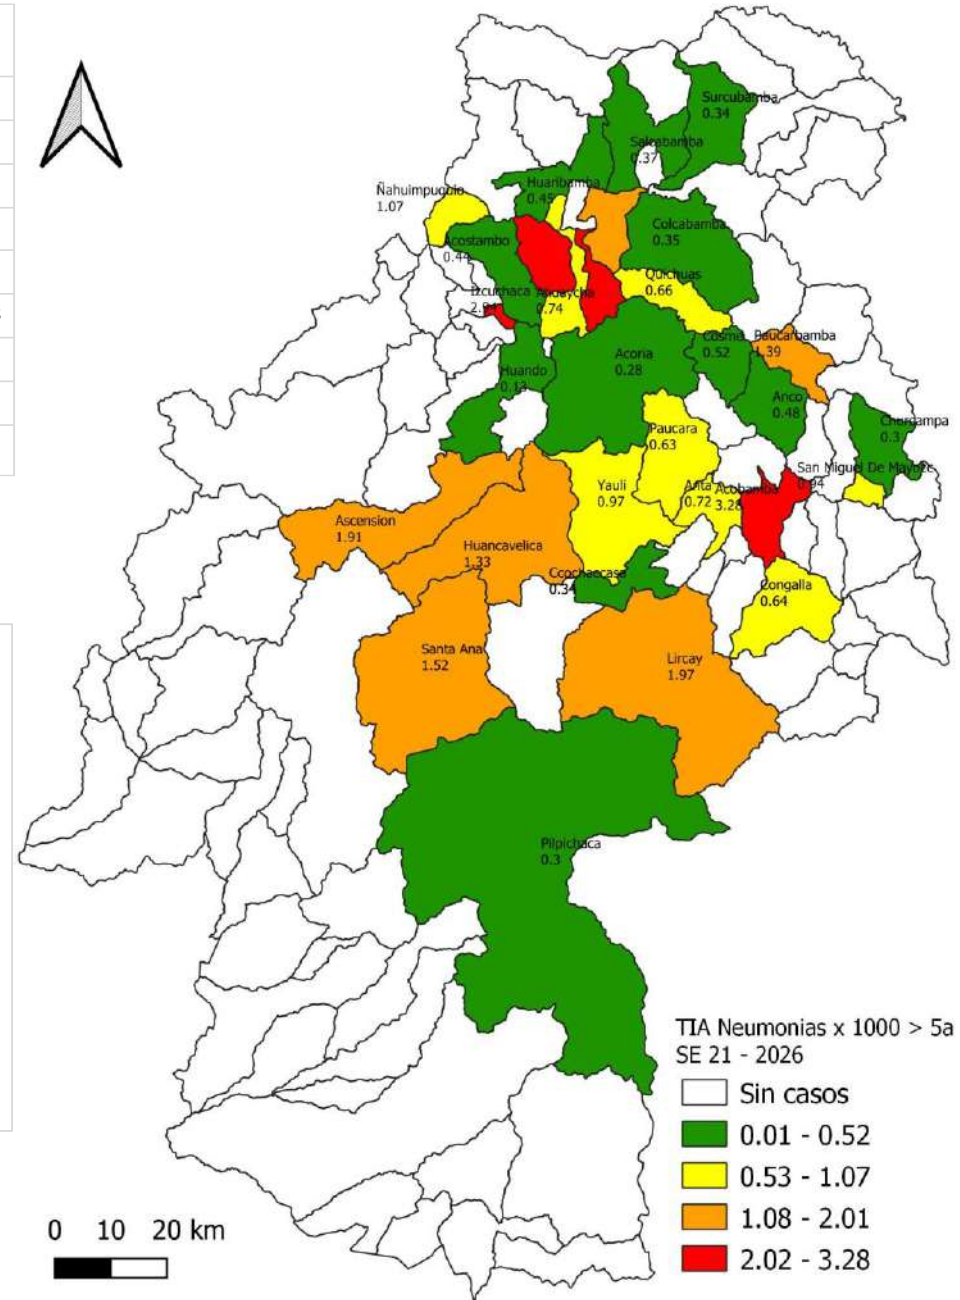 Surcubamba
0.34
Salcabamba
0.37
Huaribamba
0.45
Ñahuimpuquio
1.07
Colcabamba
0.35
Acostambo
0.44
Quichuas
0.66
Izcuchaca
0.74
Cosme
0.52
Paucarbamba
1.39
Acoria
0.28
Huando
0.13
Anco
0.48
Paucara
0.63
0.3
San Miguel De
0.94
Yauli
0.97
Anta
0.72
Acobamba
3.28
Ascension
1.91
Huancavelica
1.33
Ccochaccasa
0.34
Congalla
0.64
Santa Ana
1.52
Lircay
1.97
Pilpichaca
0.3
TIA Neumonias x 1000 > 5a
SE 21 - 2026
Sin casos
0.01 - 0.52
0.53 - 1.07
1.08 - 2.01
2.02 - 3.28
0 10 20 km